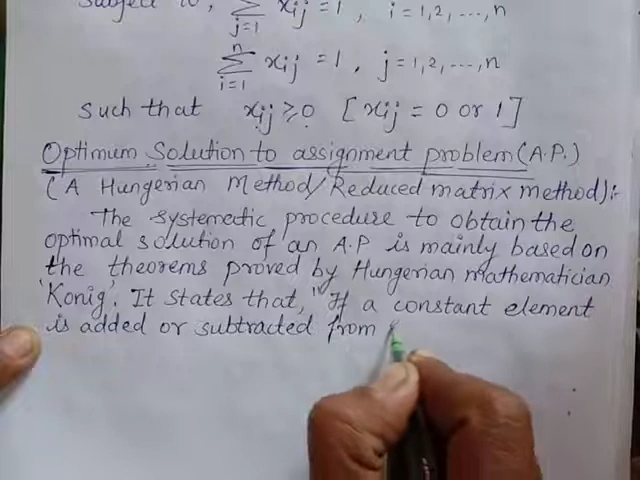 Subject to, ∑_{j=1} xij = 1, i = 1, 2, ..., n
∑_{i=1}^{n} xij = 1, j = 1, 2, ..., n
such that xij ≥ 0 [xij = 0 or 1]
Optimum Solution to assignment problem (A.P.)
(A Hungerian Method/Reduced matrix method):-
The systematic procedure to obtain the
optimal solution of an A.P is mainly based on
the theorems proved by Hungerian mathematician
'Konig'. It states that, "If a constant element
is added or subtracted from